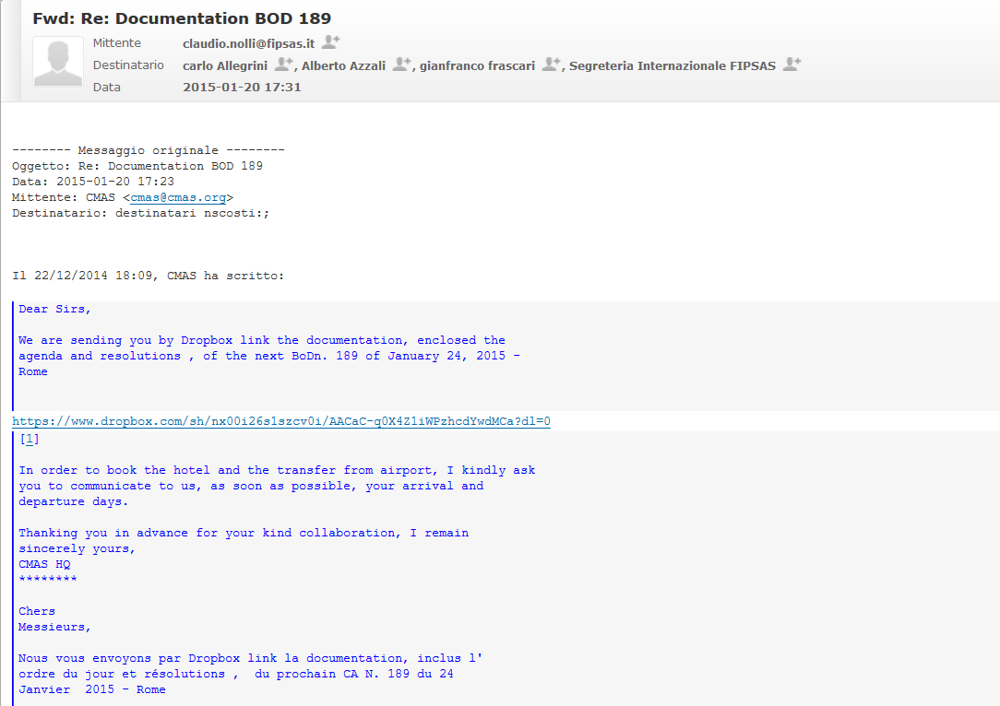 Fwd: Re: Documentation BOD 189
Mittente claudio.nolli@fipsas.it
Destinatario carlo Allegrini , Alberto Azzali , gianfranco frascari , Segreteria Internazionale FIPSAS
Data 2015-01-20 17:31
-------- Messaggio originale --------
Oggetto: Re: Documentation BOD 189
Data: 2015-01-20 17:23
Mittente: CMAS <cmas@cmas.org>
Destinatario: destinatari nscosti:;
Il 22/12/2014 18:09, CMAS ha scritto:
Dear Sirs,
We are sending you by Dropbox link the documentation, enclosed the
agenda and resolutions , of the next BoDn. 189 of January 24, 2015 -
Rome
https://www.dropbox.com/sh/nx00i26s1szcv0i/AACaC-q0X4Z1iWPzhcdYwdMCa?dl=0
[1]
In order to book the hotel and the transfer from airport, I kindly ask
you to communicate to us, as soon as possible, your arrival and
departure days.
Thanking you in advance for your kind collaboration, I remain
sincerely yours,
CMAS HQ
********
Chers
Messieurs,
Nous vous envoyons par Dropbox link la documentation, inclus l'
ordre du jour et résolutions , du prochain CA N. 189 du 24
Janvier 2015 - Rome